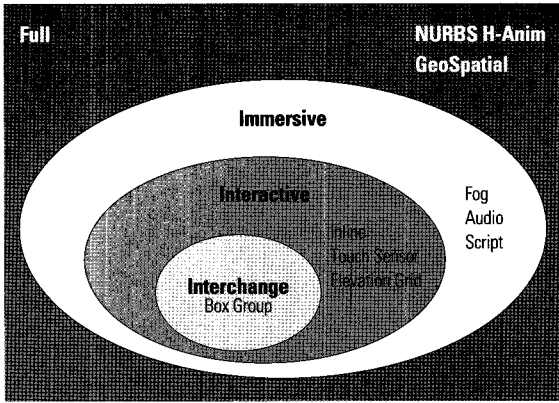 Full
NURBS H-Anim
GeoSpatial
Immersive
Interactive
Fog
Audio
Script
Inline
Touch Sensor
Elevation Grid
Interchange
Box Group